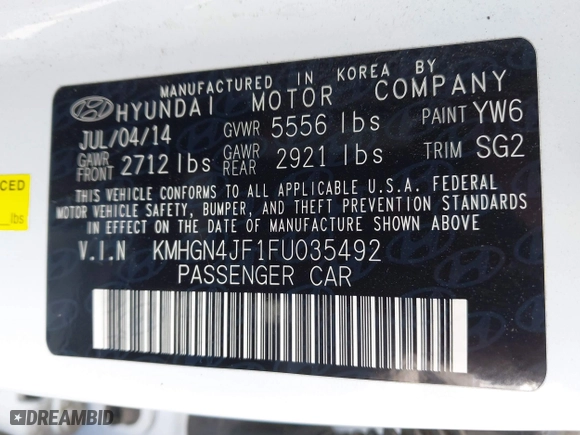 MANUFACTURED IN KOREA BY
HYUNDAI MOTOR COMPANY
JUL/04/14 GVWR 5556 lbs PAINT YW6
GAWR FRONT 2712 lbs GAWR REAR 2921 lbs TRIM SG2
THIS VEHICLE CONFORMS TO ALL APPLICABLE U.S.A. FEDERAL
MOTOR VEHICLE SAFETY, BUMPER, AND THEFT PREVENTION STANDARDS
IN EFFECT ON THE DATE OF MANUFACTURE SHOWN ABOVE
V.I.N KMHGN4JF1FU035492
PASSENGER CAR
CED
lbs
DREAMBID